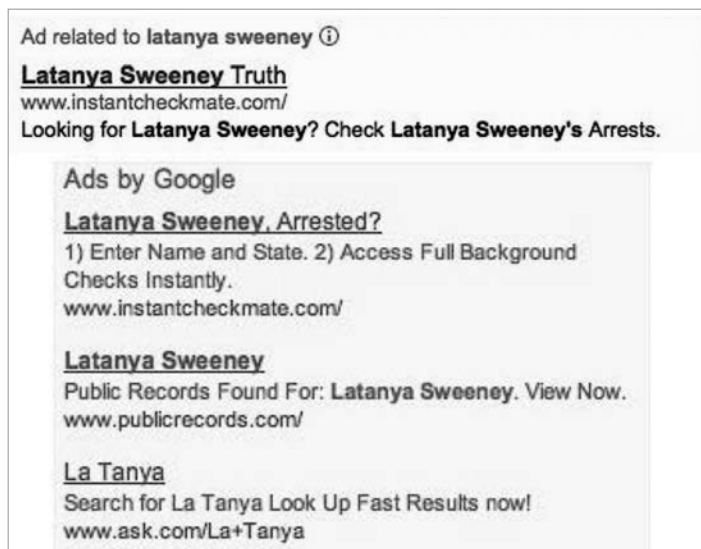 Ad related to latanya sweeney ⓘ
Latanya Sweeney Truth
www.instantcheckmate.com/
Looking for Latanya Sweeney? Check Latanya Sweeney's Arrests.
Ads by Google
Latanya Sweeney, Arrested?
1) Enter Name and State. 2) Access Full Background
Checks Instantly.
www.instantcheckmate.com/
Latanya Sweeney
Public Records Found For: Latanya Sweeney. View Now.
www.publicrecords.com/
La Tanya
Search for La Tanya Look Up Fast Results now!
www.ask.com/La+Tanya